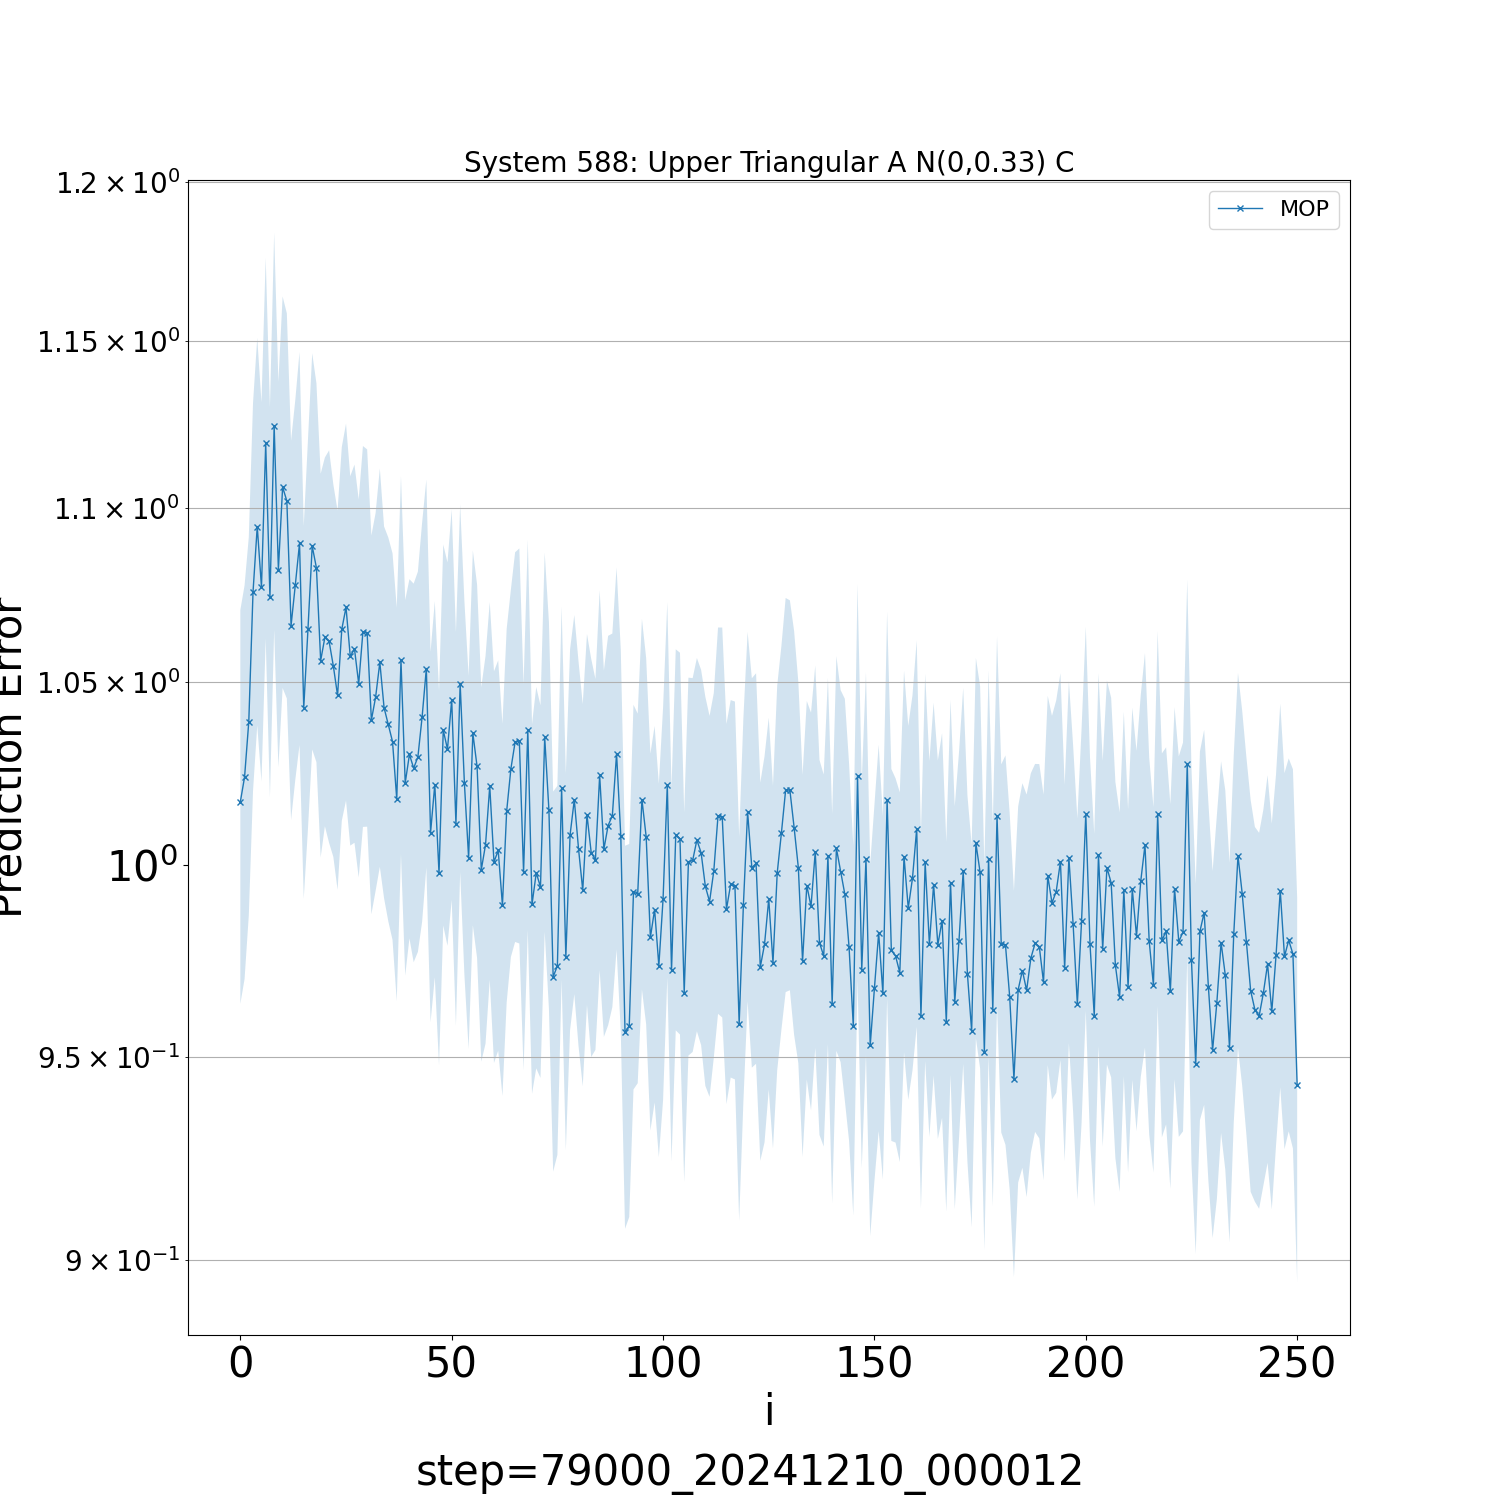 System 588: Upper Triangular A N(0,0.33) C
1.2 × 10⁰
1.15 × 10⁰
1.1 × 10⁰
1.05 × 10⁰
10⁰
9.5 × 10⁻¹
9 × 10⁻¹
Prediction Error
MOP
0 50 100 150 200 250
i
step=79000_20241210_000012